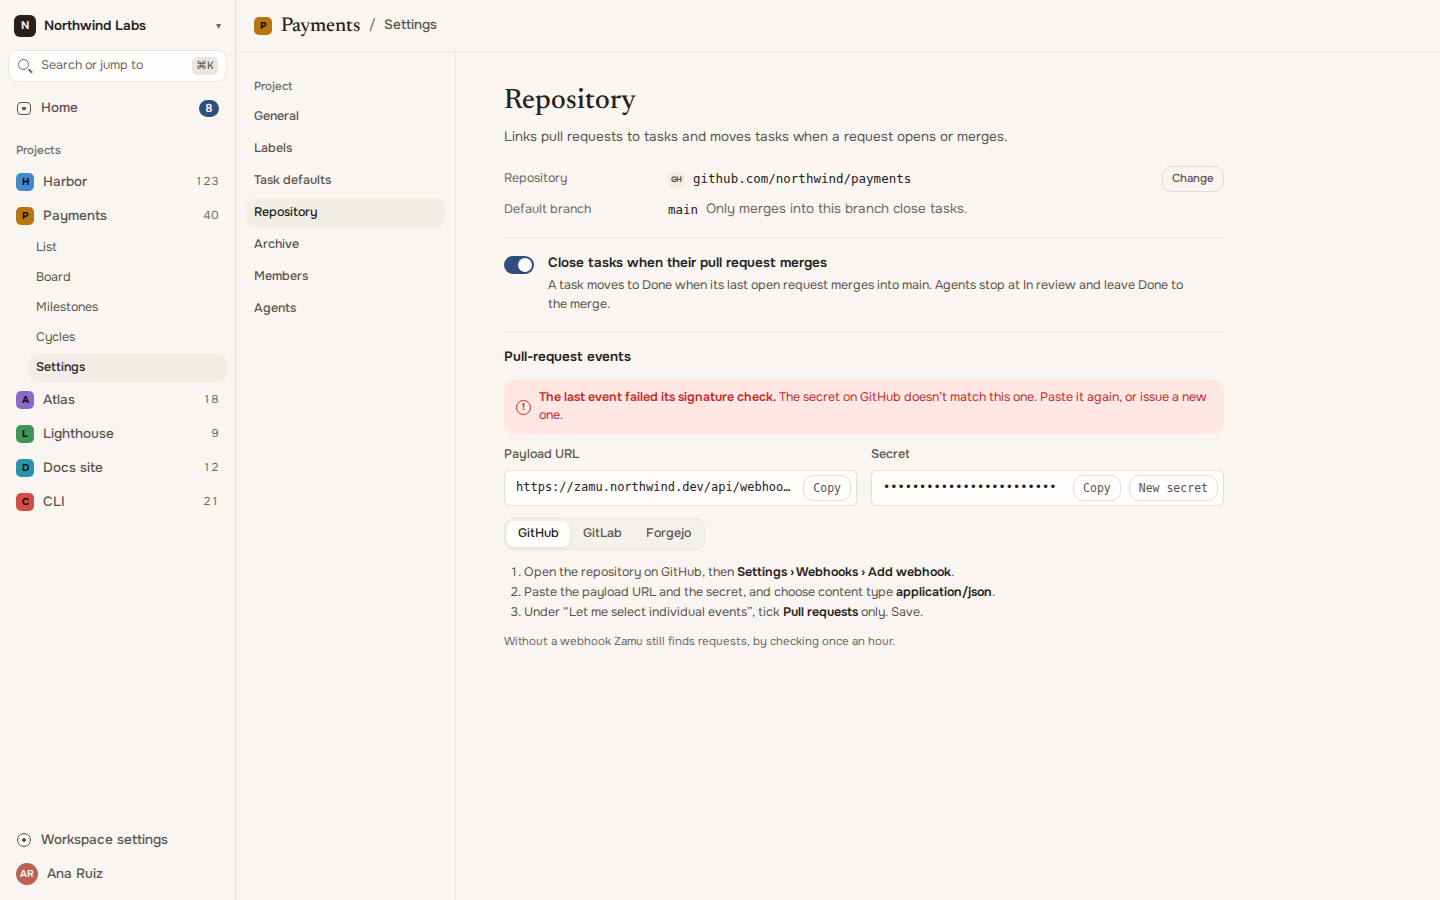 N Northwind Labs ▾
Search or jump to ⌘K
Home 8
Projects
H Harbor 123
P Payments 40
List
Board
Milestones
Cycles
Settings
A Atlas 18
L Lighthouse 9
D Docs site 12
C CLI 21
Workspace settings
AR Ana Ruiz
P Payments / Settings
Project
General
Labels
Task defaults
Repository
Archive
Members
Agents
Repository
Links pull requests to tasks and moves tasks when a request opens or merges.
Repository GH github.com/northwind/payments Change
Default branch main Only merges into this branch close tasks.
Close tasks when their pull request merges
A task moves to Done when its last open request merges into main. Agents stop at In review and leave Done to
the merge.
Pull-request events
The last event failed its signature check. The secret on GitHub doesn’t match this one. Paste it again, or issue a new
one.
Payload URL Secret
https://zamu.northwind.dev/api/webhoo… Copy •••••••••••••••••••••••• Copy New secret
GitHub GitLab Forgejo
1. Open the repository on GitHub, then Settings › Webhooks › Add webhook.
2. Paste the payload URL and the secret, and choose content type application/json.
3. Under “Let me select individual events”, tick Pull requests only. Save.
Without a webhook Zamu still finds requests, by checking once an hour.